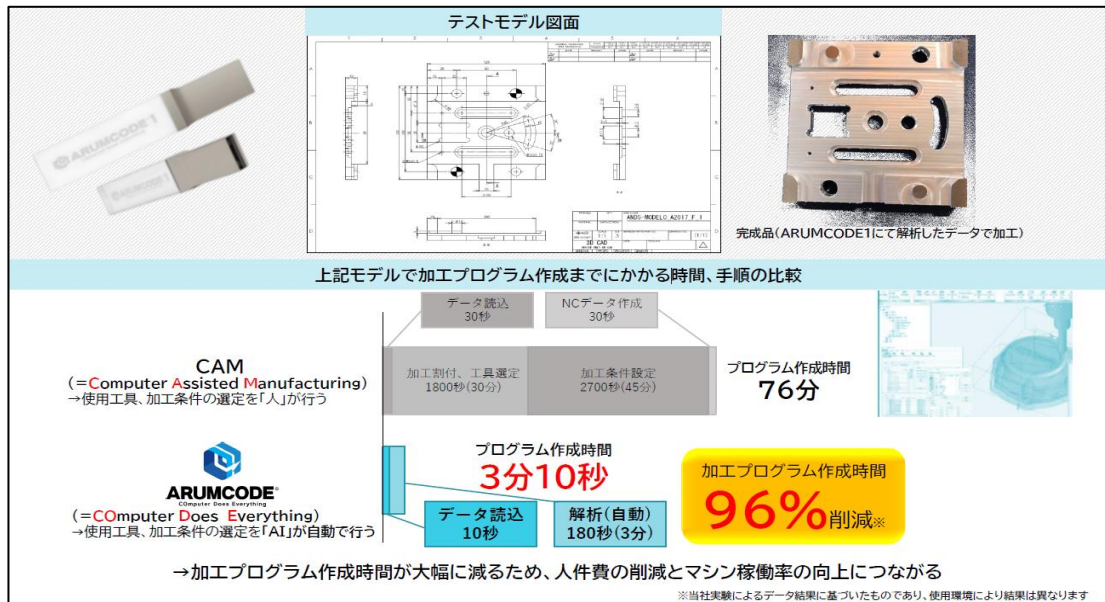 テストモデル図面
ARUMCODE1
ARUMCODE1
ANDS-MODELO_A2017_F_1
3D CAD
完成品(ARUMCODE1にて解析したデータで加工)
上記モデルで加工プログラム作成までにかかる時間、手順の比較
データ読込
30秒
NCデータ作成
30秒
CAM
(=Computer Assisted Manufacturing)
→使用工具、加工条件の選定を「人」が行う
加工割付、工具選定
1800秒(30分)
加工条件設定
2700秒(45分)
プログラム作成時間
76分
ARUMCODE®
COmputer Does Everything
(=COmputer Does Everything)
→使用工具、加工条件の選定を「AI」が自動で行う
プログラム作成時間
3分10秒
データ読込
10秒
解析(自動)
180秒(3分)
加工プログラム作成時間
96%削減※
→加工プログラム作成時間が大幅に減るため、人件費の削減とマシン稼働率の向上につながる
※当社実験によるデータ結果に基づいたものであり、使用環境により結果は異なります